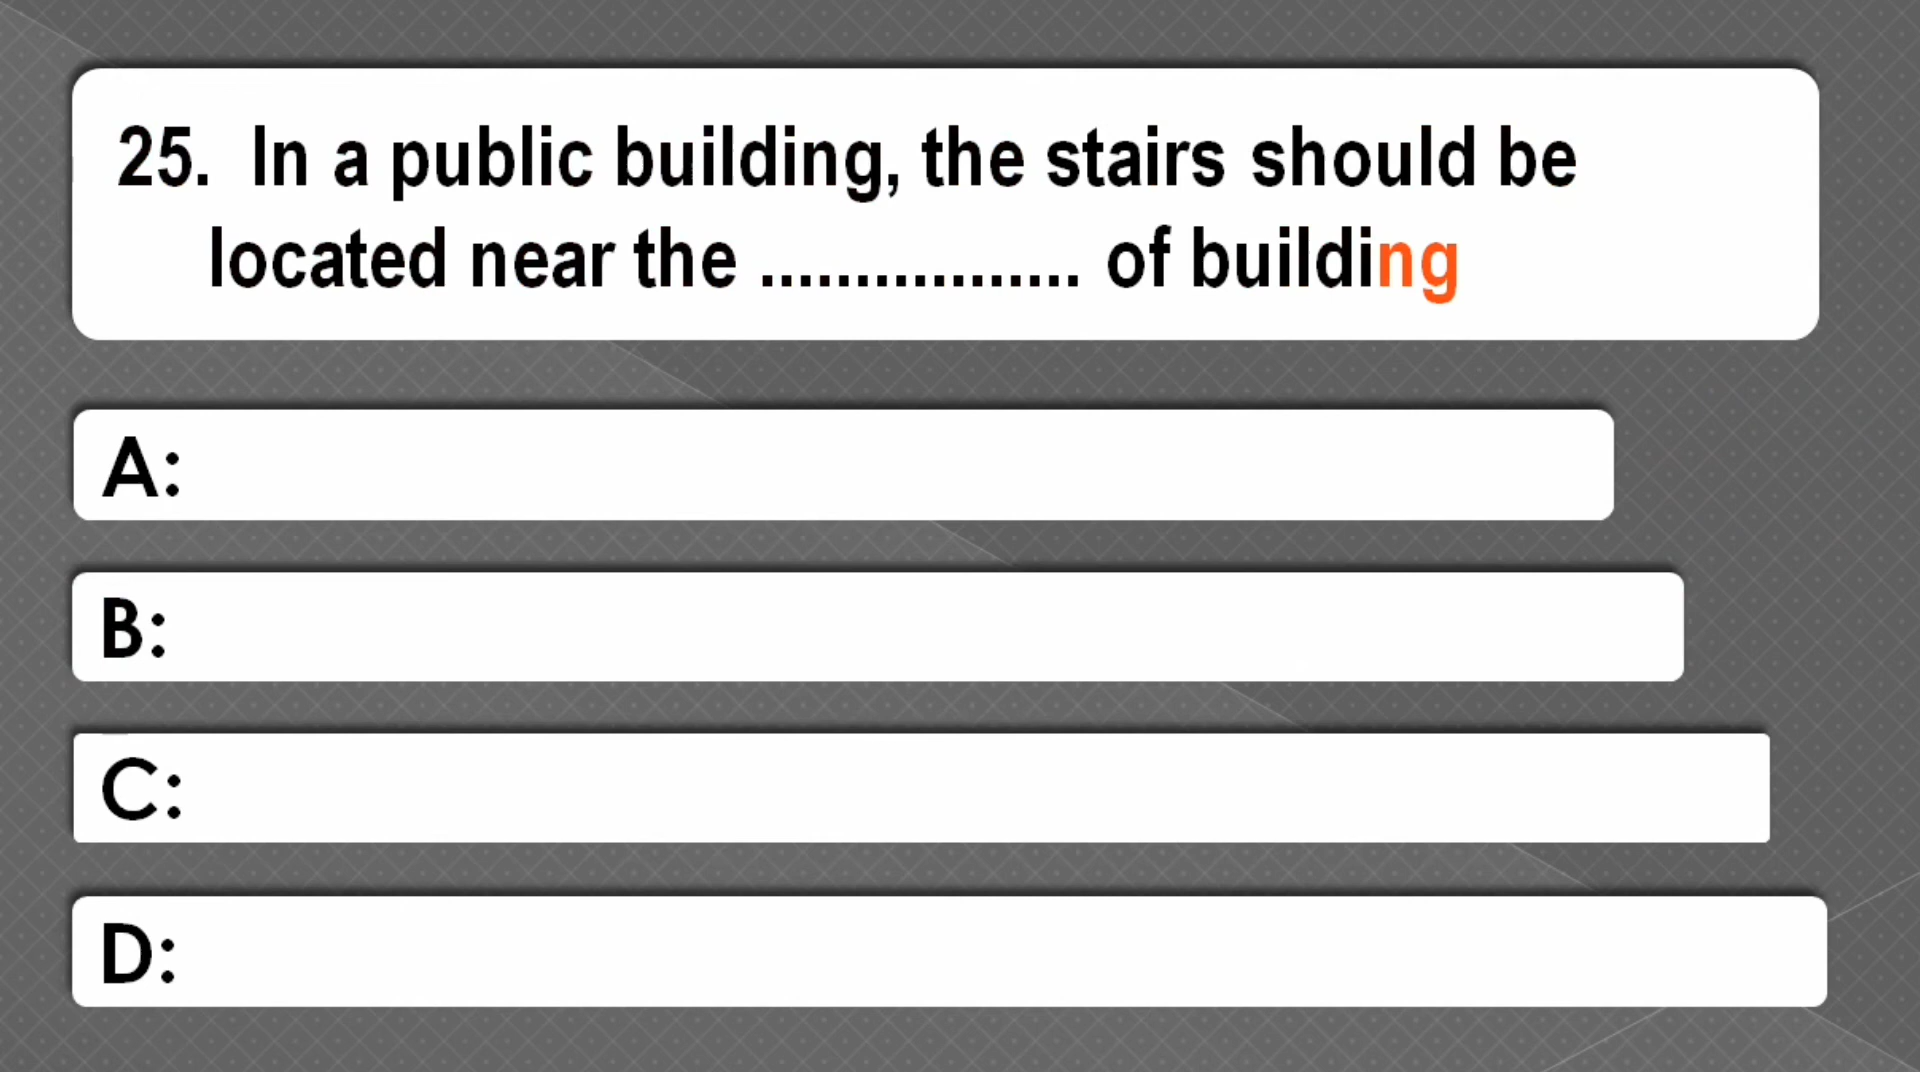 25. In a public building, the stairs should be
located near the ................. of building
A:
B:
C:
D: